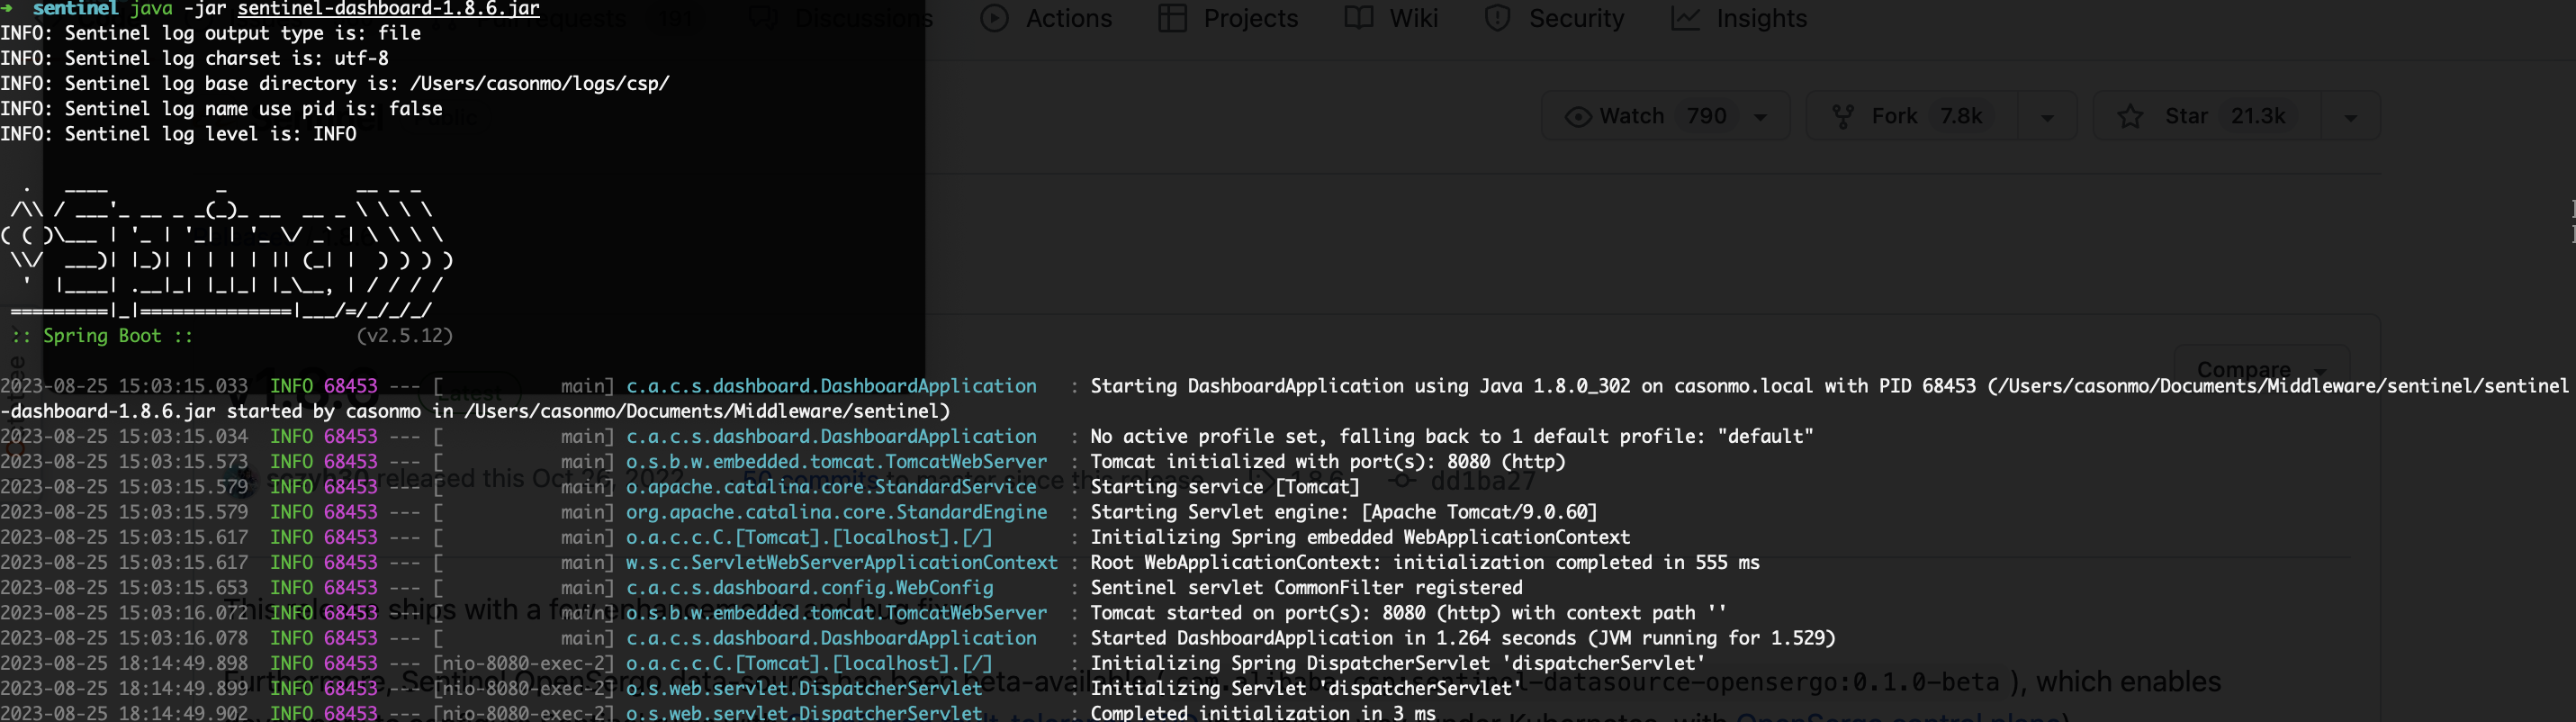 → sentinel java -jar sentinel-dashboard-1.8.6.jar
Actions Projects Wiki Security Insights
INFO: Sentinel log output type is: file
INFO: Sentinel log charset is: utf-8
INFO: Sentinel log base directory is: /Users/casonmo/logs/csp/
INFO: Sentinel log name use pid is: false
Watch 790 Fork 7.8k Star 21.3k
INFO: Sentinel log level is: INFO
  .   ____          _            __ _ _
 /\\ / ___'_ __ _ _(_)_ __  __ _ \ \ \ \
( ( )\___ | '_ | '_| | '_ \/ _` | \ \ \ \
 \\/  ___)| |_)| | | | | || (_| |  ) ) ) )
  '  |____| .__|_| |_|_| |_\__, | / / / /
 =========|_|==============|___/=/_/_/_/
 :: Spring Boot ::               (v2.5.12)
Compare
2023-08-25 15:03:15.033  INFO 68453 --- [           main] c.a.c.s.dashboard.DashboardApplication   : Starting DashboardApplication using Java 1.8.0_302 on casonmo.local with PID 68453 (/Users/casonmo/Documents/Middleware/sentinel/sentinel
-dashboard-1.8.6.jar started by casonmo in /Users/casonmo/Documents/Middleware/sentinel)
2023-08-25 15:03:15.034  INFO 68453 --- [           main] c.a.c.s.dashboard.DashboardApplication   : No active profile set, falling back to 1 default profile: "default"
2023-08-25 15:03:15.573  INFO 68453 --- [           main] o.s.b.w.embedded.tomcat.TomcatWebServer  : Tomcat initialized with port(s): 8080 (http)
2023-08-25 15:03:15.579  INFO 68453 --- [           main] o.apache.catalina.core.StandardService   : Starting service [Tomcat]
2023-08-25 15:03:15.579  INFO 68453 --- [           main] org.apache.catalina.core.StandardEngine  : Starting Servlet engine: [Apache Tomcat/9.0.60]
2023-08-25 15:03:15.617  INFO 68453 --- [           main] o.a.c.c.C.[Tomcat].[localhost].[/]       : Initializing Spring embedded WebApplicationContext
2023-08-25 15:03:15.617  INFO 68453 --- [           main] w.s.c.ServletWebServerApplicationContext : Root WebApplicationContext: initialization completed in 555 ms
2023-08-25 15:03:15.653  INFO 68453 --- [           main] c.a.c.s.dashboard.config.WebConfig       : Sentinel servlet CommonFilter registered
2023-08-25 15:03:16.077  INFO 68453 --- [           main] o.s.b.w.embedded.tomcat.TomcatWebServer  : Tomcat started on port(s): 8080 (http) with context path ''
2023-08-25 15:03:16.078  INFO 68453 --- [           main] c.a.c.s.dashboard.DashboardApplication   : Started DashboardApplication in 1.264 seconds (JVM running for 1.529)
2023-08-25 18:14:49.898  INFO 68453 --- [nio-8080-exec-2] o.a.c.c.C.[Tomcat].[localhost].[/]       : Initializing Spring DispatcherServlet 'dispatcherServlet'
2023-08-25 18:14:49.899  INFO 68453 --- [nio-8080-exec-2] o.s.web.servlet.DispatcherServlet        : Initializing Servlet 'dispatcherServlet'
2023-08-25 18:14:49.902  INFO 68453 --- [nio-8080-exec-2] o.s.web.servlet.DispatcherServlet        : Completed initialization in 3 ms